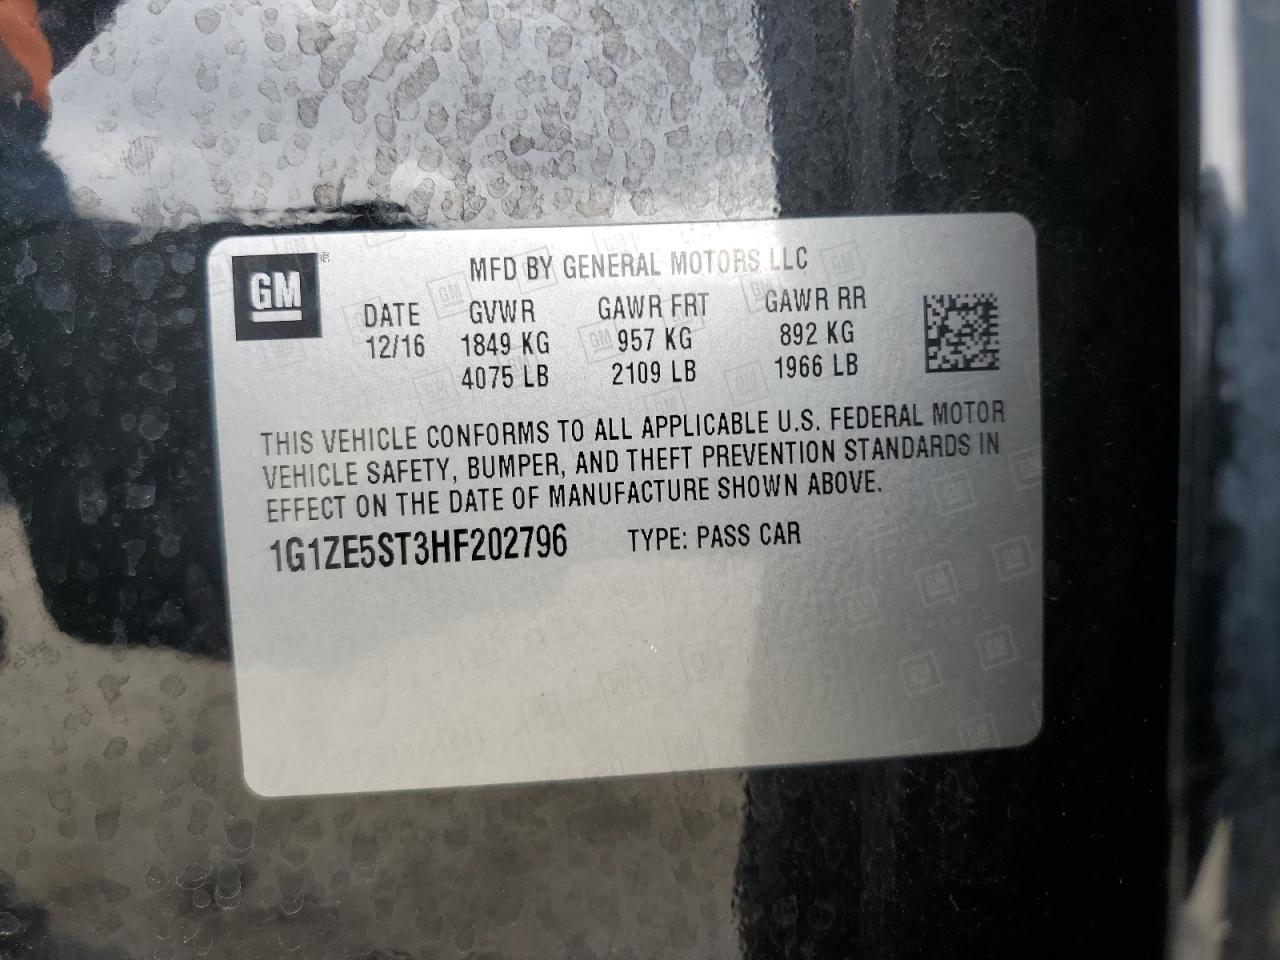 GM ®
MFD BY GENERAL MOTORS LLC
DATE GVWR GAWR FRT GAWR RR
12/16 1849 KG 957 KG 892 KG
4075 LB 2109 LB 1966 LB
THIS VEHICLE CONFORMS TO ALL APPLICABLE U.S. FEDERAL MOTOR
VEHICLE SAFETY, BUMPER, AND THEFT PREVENTION STANDARDS IN
EFFECT ON THE DATE OF MANUFACTURE SHOWN ABOVE.
1G1ZE5ST3HF202796 TYPE: PASS CAR